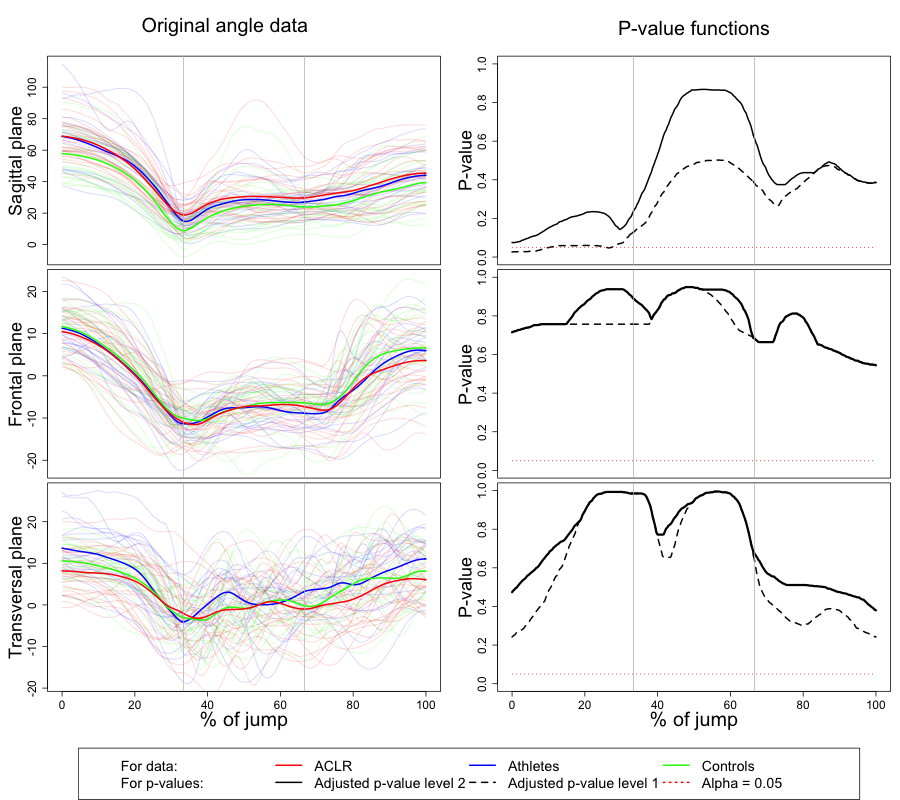 Original angle data
P-value functions
Sagittal plane
0 20 40 60 80 100
P-value
0.0 0.2 0.4 0.6 0.8 1.0
Frontal plane
-20 -10 0 10 20
P-value
0.0 0.2 0.4 0.6 0.8 1.0
Transversal plane
-20 -10 0 10 20
P-value
0.0 0.2 0.4 0.6 0.8 1.0
0 20 40 60 80 100
0 20 40 60 80 100
% of jump
% of jump
For data: ACLR Athletes Controls
For p-values: Adjusted p-value level 2 Adjusted p-value level 1 Alpha = 0.05